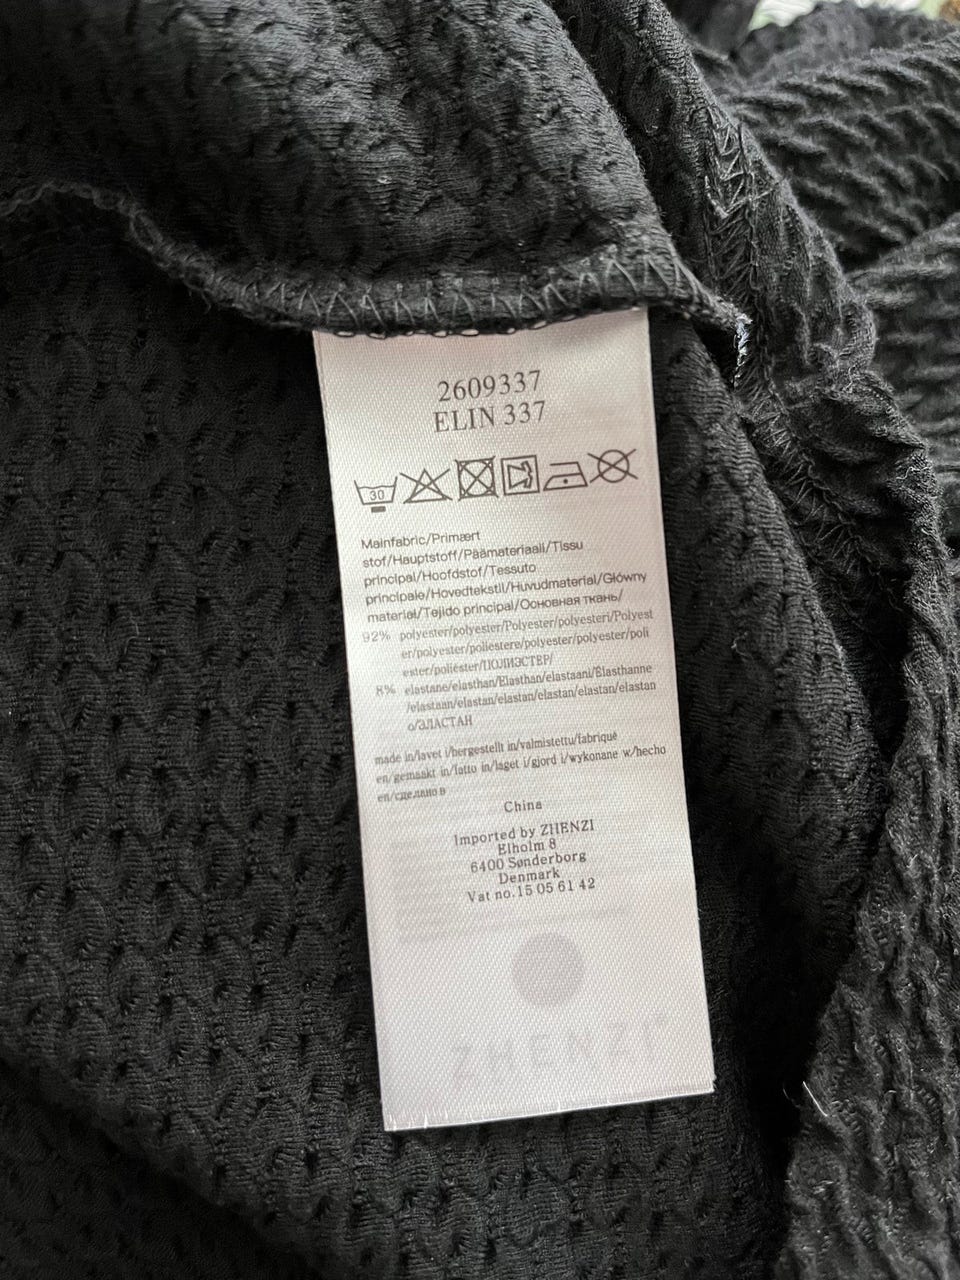 2609337
ELIN 337
30
Mainfabric/Primært
stof/Hauptstoff/Päämateriaali/Tissu
principal/Hoofdstof/Tessuto
principale/Hovedtekstil/Huvudmaterial/Główny
material/Tejido principal/Основная ткань/
92% polyester/polyester/Polyester/polyesteri/Polyest
er/polyester/poliestere/polyester/polyester/poli
ester/poliéster/ПОЛИЭСТЕР/
8% elastane/elasthan/Elasthan/elastaani/Élasthanne
/elastaan/elastan/elastan/elastan/elastan/elastan
o/ЭЛАСТАН
made in/lavet i/hergestellt in/valmistettu/fabriqué
en/gemaakt in/fatto in/laget i/gjord i/wykonane w/hecho
en/сделано в
China
Imported by ZHENZI
Elholm 8
6400 Sønderborg
Denmark
Vat no.15 05 61 42
ZHENZI